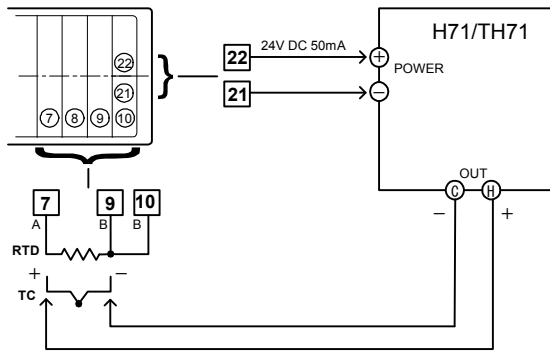 H71/TH71
22
24V DC 50mA
+
POWER
21
−
22
21
7 8 9 10
OUT
C H
− +
7 9 10
A B B
RTD
+ −
TC